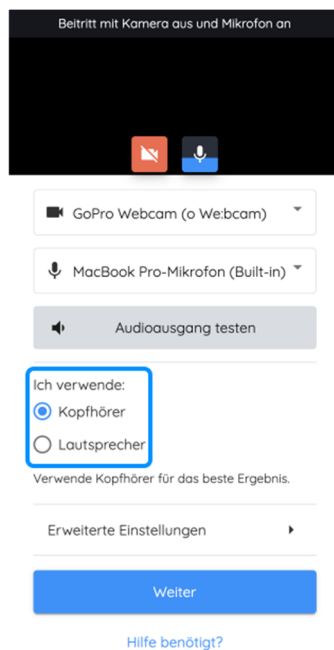 Beitritt mit Kamera aus und Mikrofon an
GoPro Webcam (o We:bcam)
MacBook Pro-Mikrofon (Built-in)
Audioausgang testen
Ich verwende:
Kopfhörer
Lautsprecher
Verwende Kopfhörer für das beste Ergebnis.
Erweiterte Einstellungen
Weiter
Hilfe benötigt?